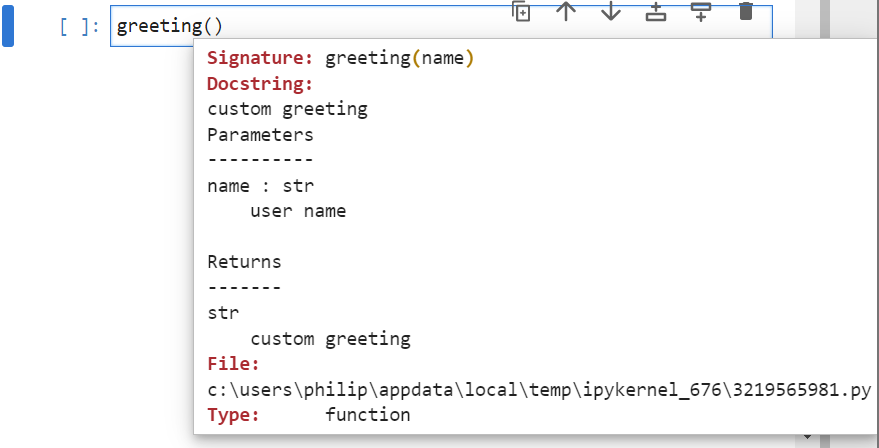 [ ]: greeting()
Signature: greeting(name)
Docstring:
custom greeting
Parameters
----------
name : str
    user name

Returns
-------
str
    custom greeting
File:
c:\users\philip\appdata\local\temp\ipykernel_676\3219565981.py
Type:      function